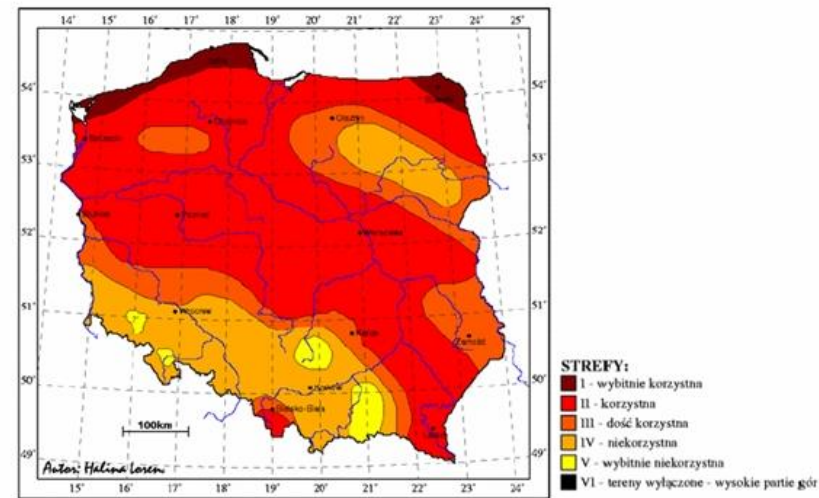 14° 15° 16° 17° 18° 19° 20° 21° 22° 23° 24° 25°
54° 54°
Olsztyn
53° 53°
Poznań
Warszawa
52° 52°
51° 51°
Wrocław
Kielce
Zamość
50° 50°
Kraków
Bielsko-Biała
100km
49° 49°
Autor: Halina Lorenc
15° 16° 17° 18° 19° 20° 21° 22° 23° 24°
STREFY:
I - wybitnie korzystna
II - korzystna
III - dość korzystna
IV - niekorzystna
V - wybitnie niekorzystna
VI - tereny wyłączone - wysokie partie gór